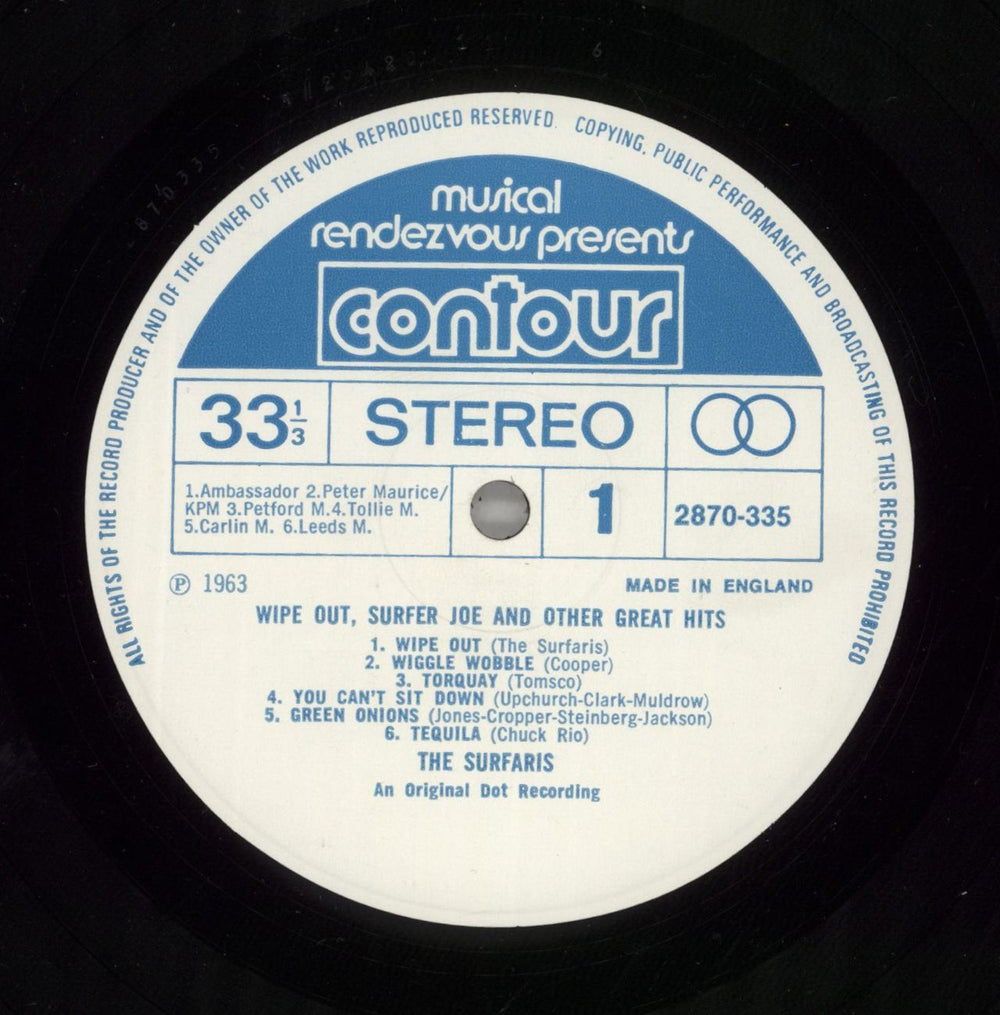 ALL RIGHTS OF THE RECORD PRODUCER AND OF THE OWNER OF THE WORK REPRODUCED RESERVED. COPYING, PUBLIC PERFORMANCE AND BROADCASTING OF THIS RECORD PROHIBITED
musical
rendezvous presents
contour
33 1/3
STEREO
1.Ambassador 2.Peter Maurice/
KPM 3.Petford M.4.Tollie M.
5.Carlin M. 6.Leeds M.
1
2870-335
℗ 1963
MADE IN ENGLAND
WIPE OUT, SURFER JOE AND OTHER GREAT HITS
1. WIPE OUT (The Surfaris)
2. WIGGLE WOBBLE (Cooper)
3. TORQUAY (Tomsco)
4. YOU CAN'T SIT DOWN (Upchurch-Clark-Muldrow)
5. GREEN ONIONS (Jones-Cropper-Steinberg-Jackson)
6. TEQUILA (Chuck Rio)
THE SURFARIS
An Original Dot Recording